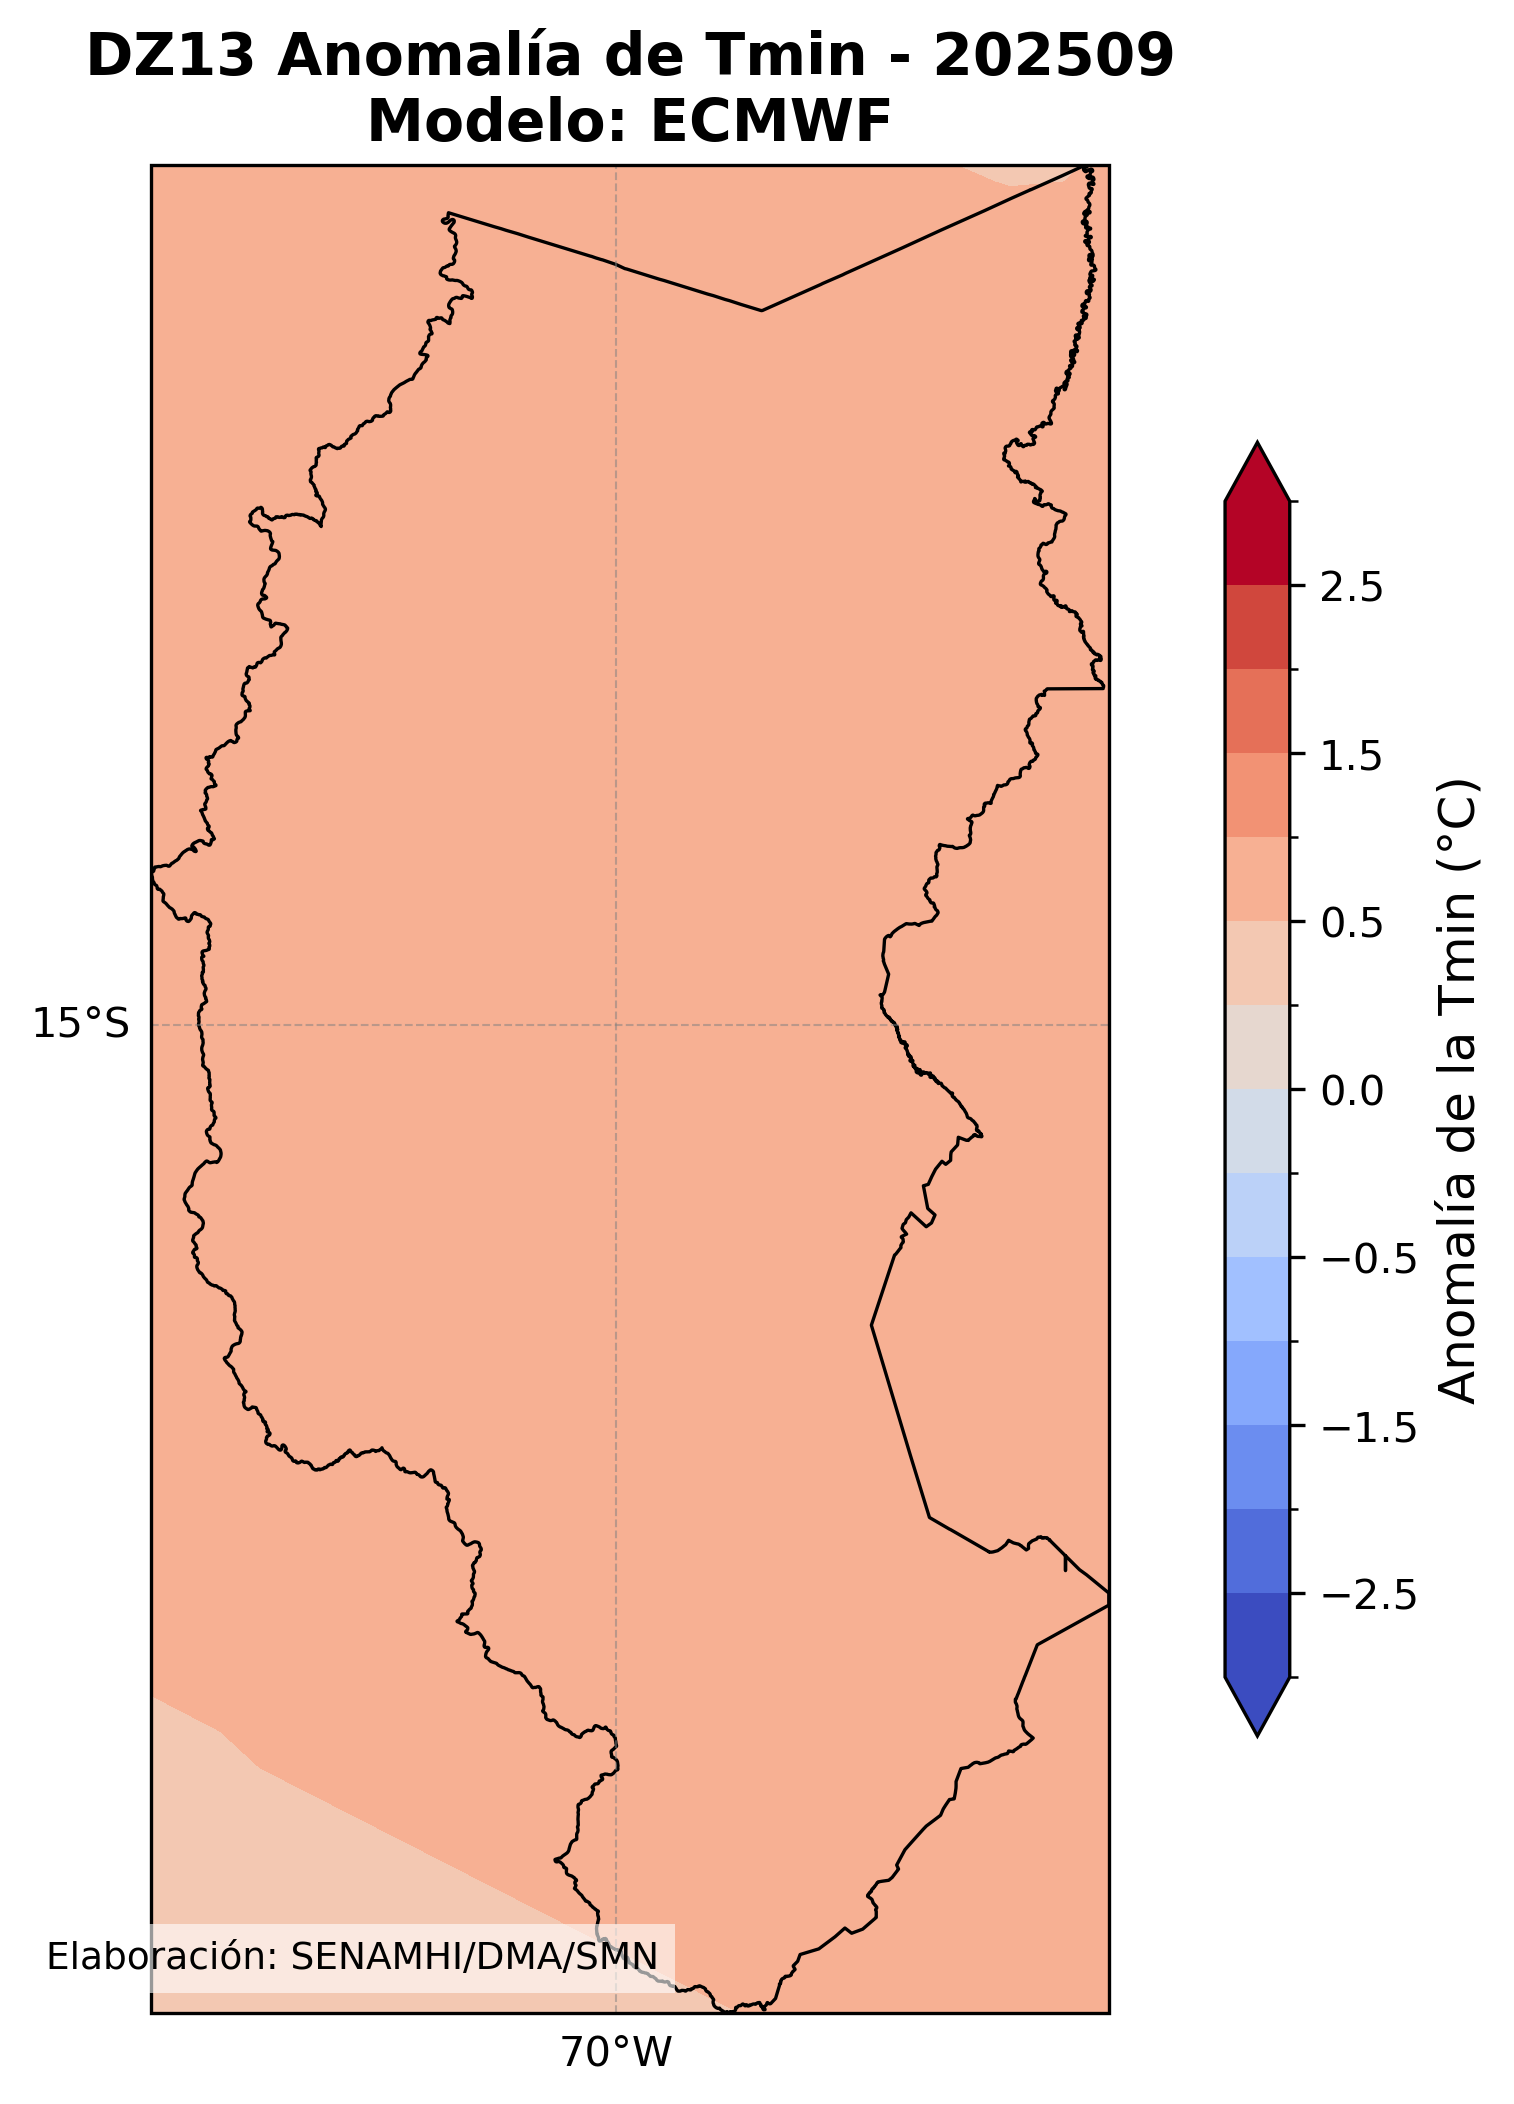 DZ13 Anomalía de Tmin - 202509
Modelo: ECMWF
2.5
1.5
0.5
0.0
−0.5
−1.5
−2.5
Anomalía de la Tmin (°C)
15°S
Elaboración: SENAMHI/DMA/SMN
70°W